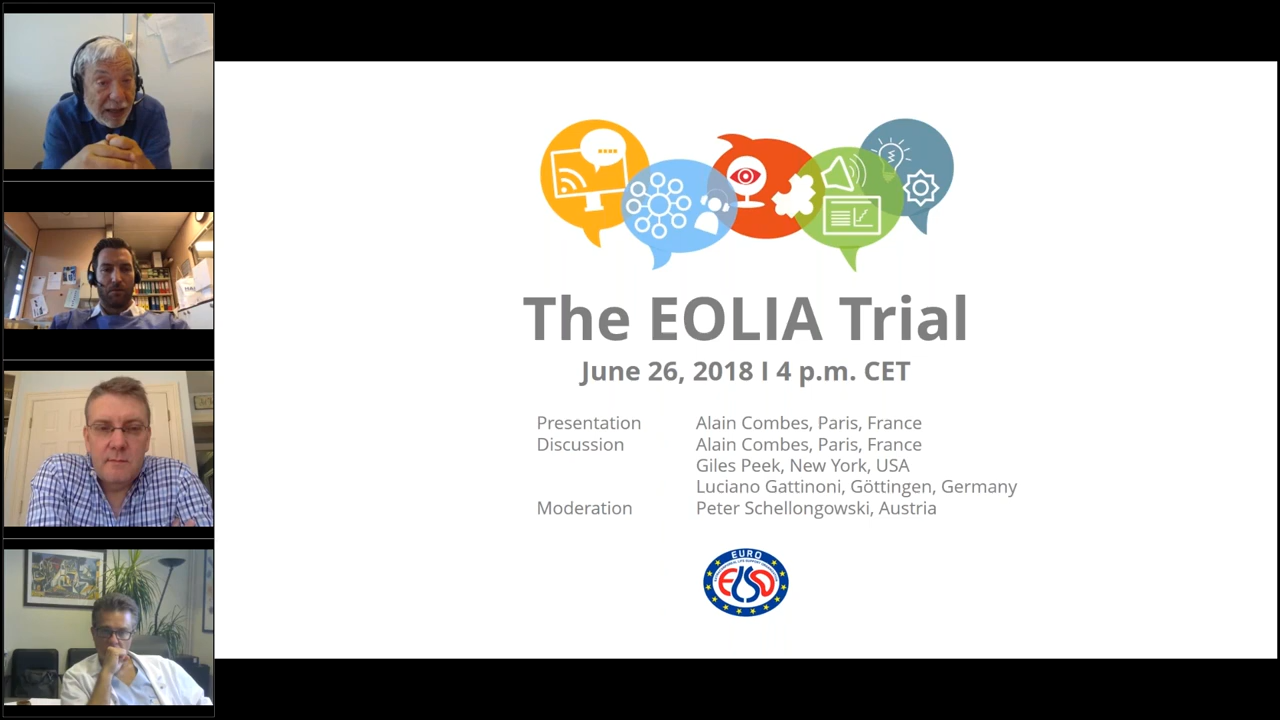 The EOLIA Trial
June 26, 2018 I 4 p.m. CET
Presentation Alain Combes, Paris, France
Discussion Alain Combes, Paris, France
Giles Peek, New York, USA
Luciano Gattinoni, Göttingen, Germany
Moderation Peter Schellongowski, Austria
EURO
ELSO